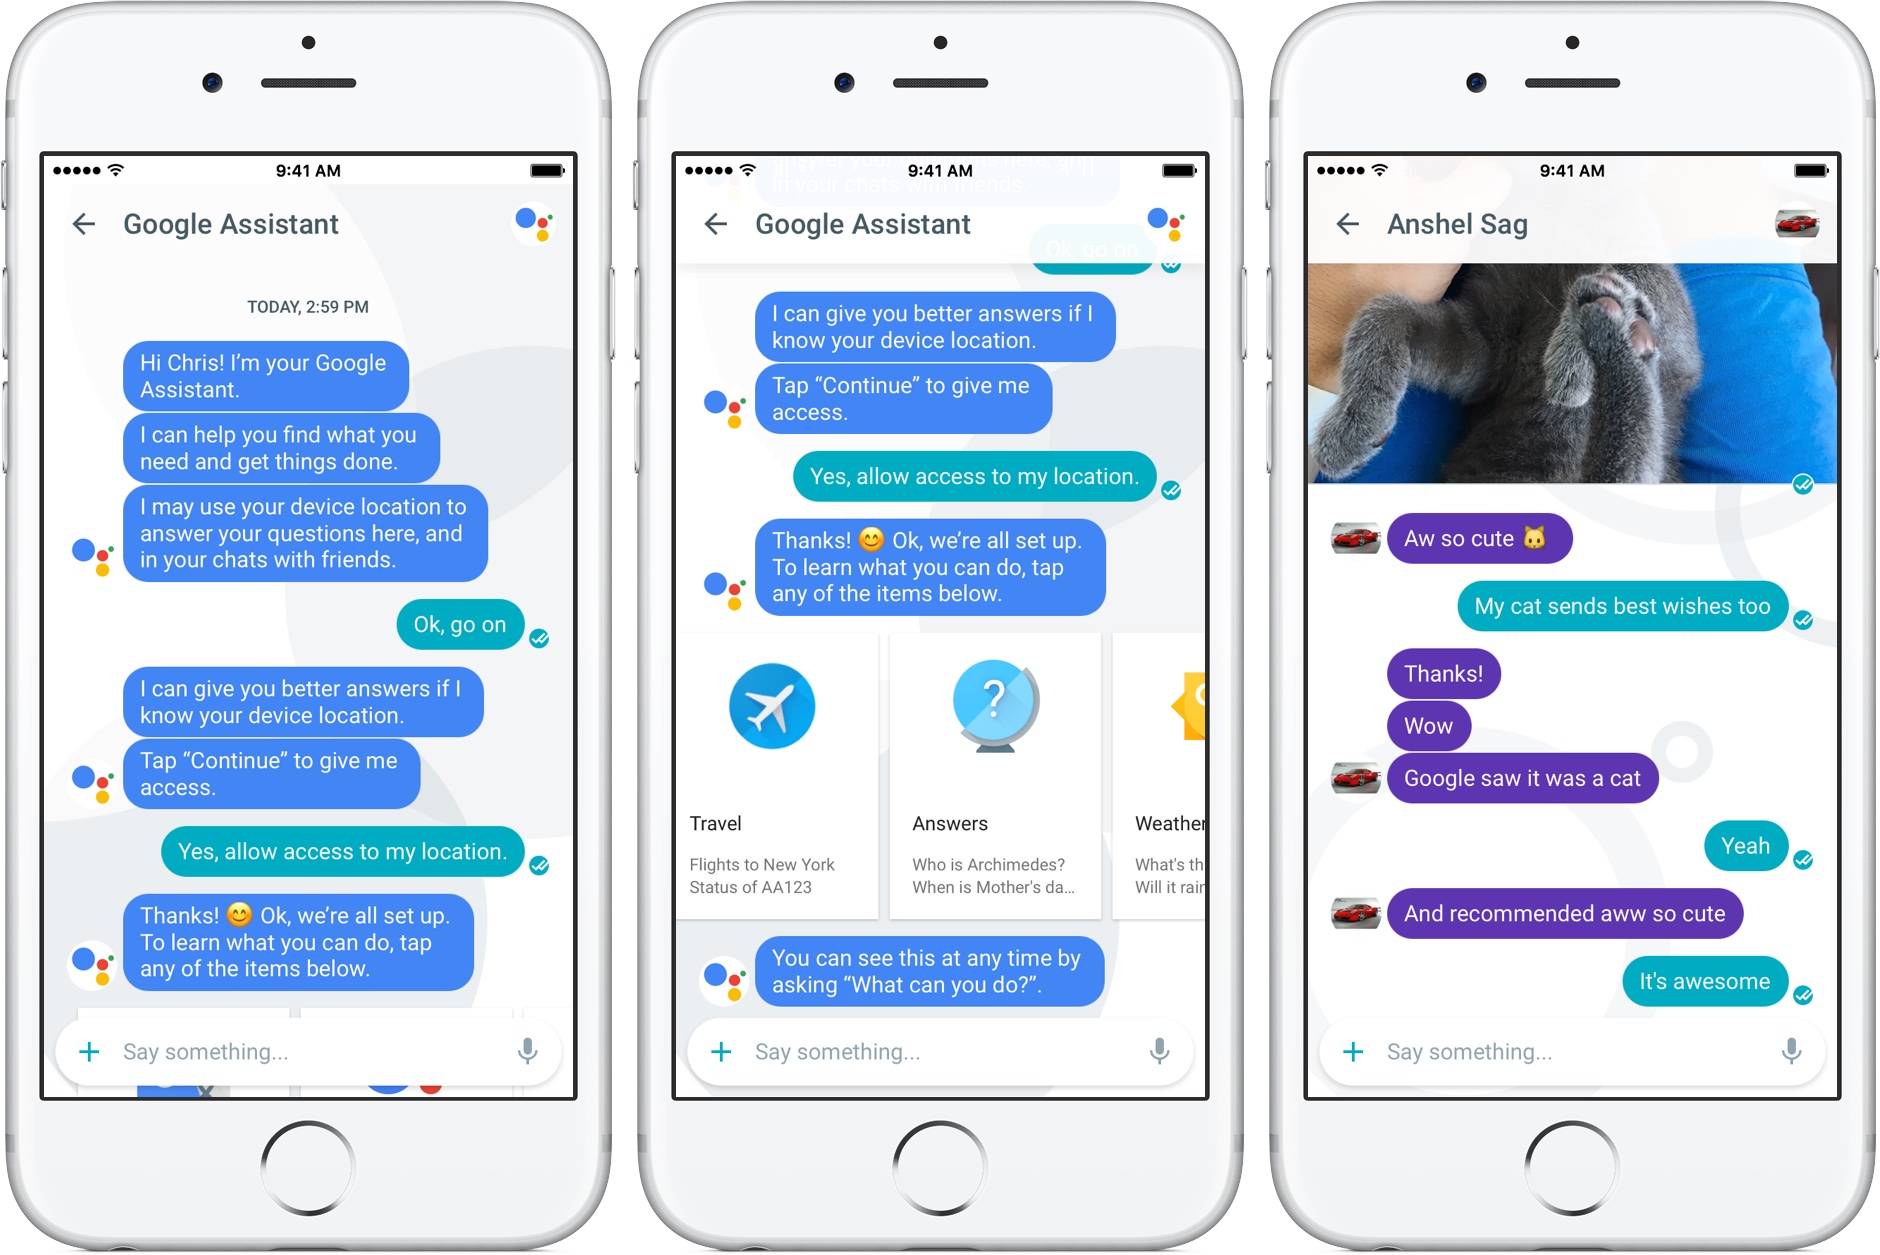 9:41 AM
Google Assistant
TODAY, 2:59 PM
Hi Chris! I’m your Google
Assistant.
I can help you find what you
need and get things done.
I may use your device location to
answer your questions here, and
in your chats with friends.
Ok, go on
I can give you better answers if I
know your device location.
Tap “Continue” to give me
access.
Yes, allow access to my location.
Thanks! 😊 Ok, we’re all set up.
To learn what you can do, tap
any of the items below.
Say something...
9:41 AM
in your chats with friends.
Google Assistant
Ok, go on
I can give you better answers if I
know your device location.
Tap “Continue” to give me
access.
Yes, allow access to my location.
Thanks! 😊 Ok, we’re all set up.
To learn what you can do, tap
any of the items below.
Travel
Flights to New York
Status of AA123
Answers
Who is Archimedes?
When is Mother's da...
Weather
What's th
Will it rain
You can see this at any time by
asking “What can you do?”.
Say something...
9:41 AM
Anshel Sag
Aw so cute 🐱
My cat sends best wishes too
Thanks!
Wow
Google saw it was a cat
Yeah
And recommended aww so cute
It's awesome
Say something...